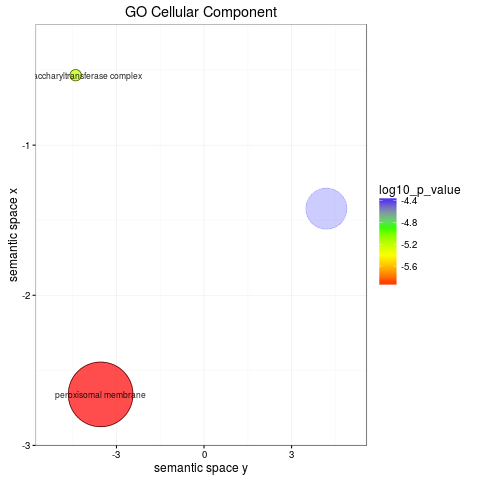 GO Cellular Component
accharyltransferase complex
peroxisomal membrane
-1
-2
-3
-3
0
3
semantic space x
semantic space y
log10_p_value
-4.4
-4.8
-5.2
-5.6